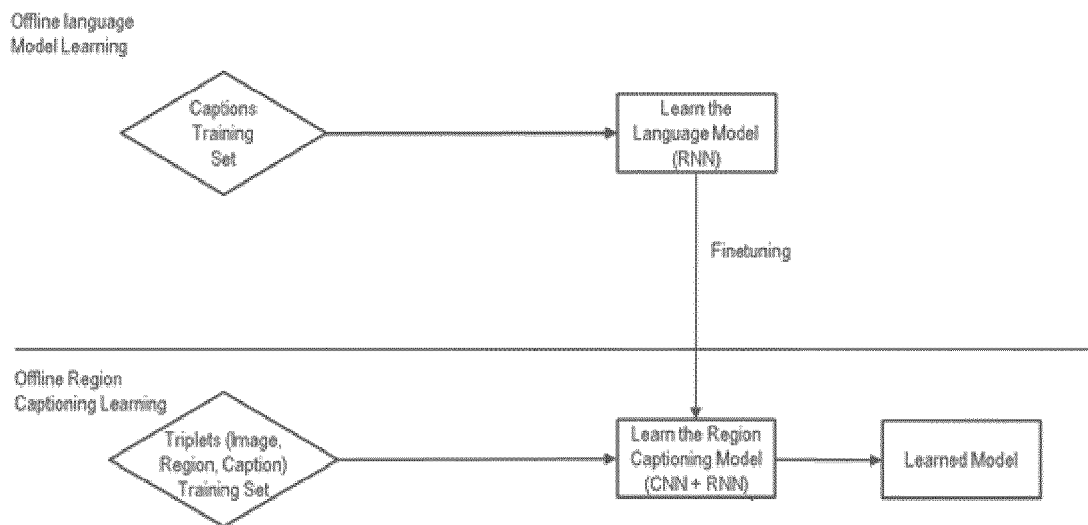 Offline language
Model Learning
Captions
Training
Set
Learn the
Language Model
(RNN)
Finetuning
Offline Region
Captioning Learning
Triplets (Image,
Region, Caption)
Training Set
Learn the Region
Captioning Model
(CNN + RNN)
Learned Model